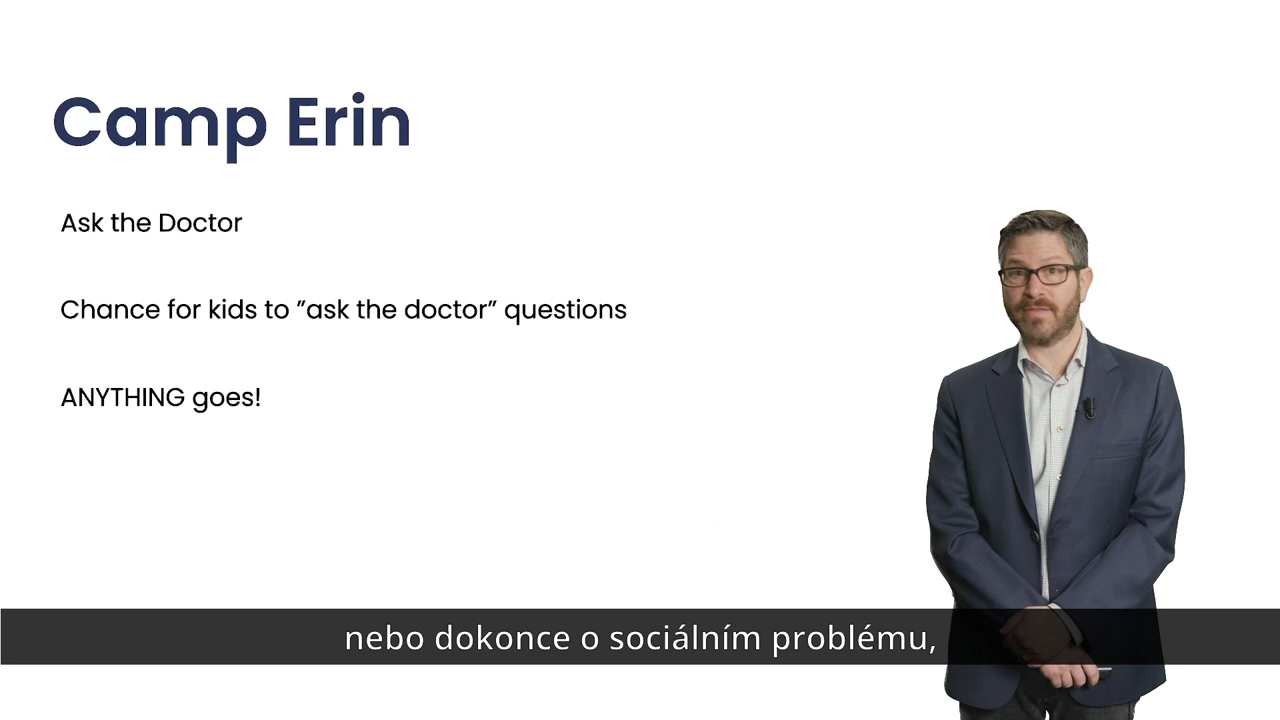 Camp Erin
Ask the Doctor
Chance for kids to ”ask the doctor” questions
ANYTHING goes!
nebo dokonce o sociálním problému,